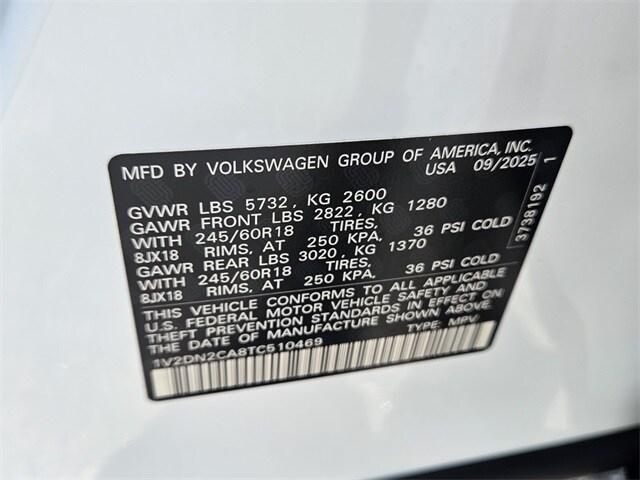 MFD BY VOLKSWAGEN GROUP OF AMERICA, INC.
USA 09/2025
GVWR LBS 5732, KG 2600
GAWR FRONT LBS 2822, KG 1280
WITH 245/60R18 TIRES,
8JX18 RIMS, AT 250 KPA, 36 PSI COLD
GAWR REAR LBS 3020, KG 1370
WITH 245/60R18 TIRES,
8JX18 RIMS, AT 250 KPA, 36 PSI COLD
THIS VEHICLE CONFORMS TO ALL APPLICABLE
U.S. FEDERAL MOTOR VEHICLE SAFETY AND
THEFT PREVENTION STANDARDS IN EFFECT ON
THE DATE OF MANUFACTURE SHOWN ABOVE.
TYPE: MPV
1V2DN2CA8TC510469
3738192 1